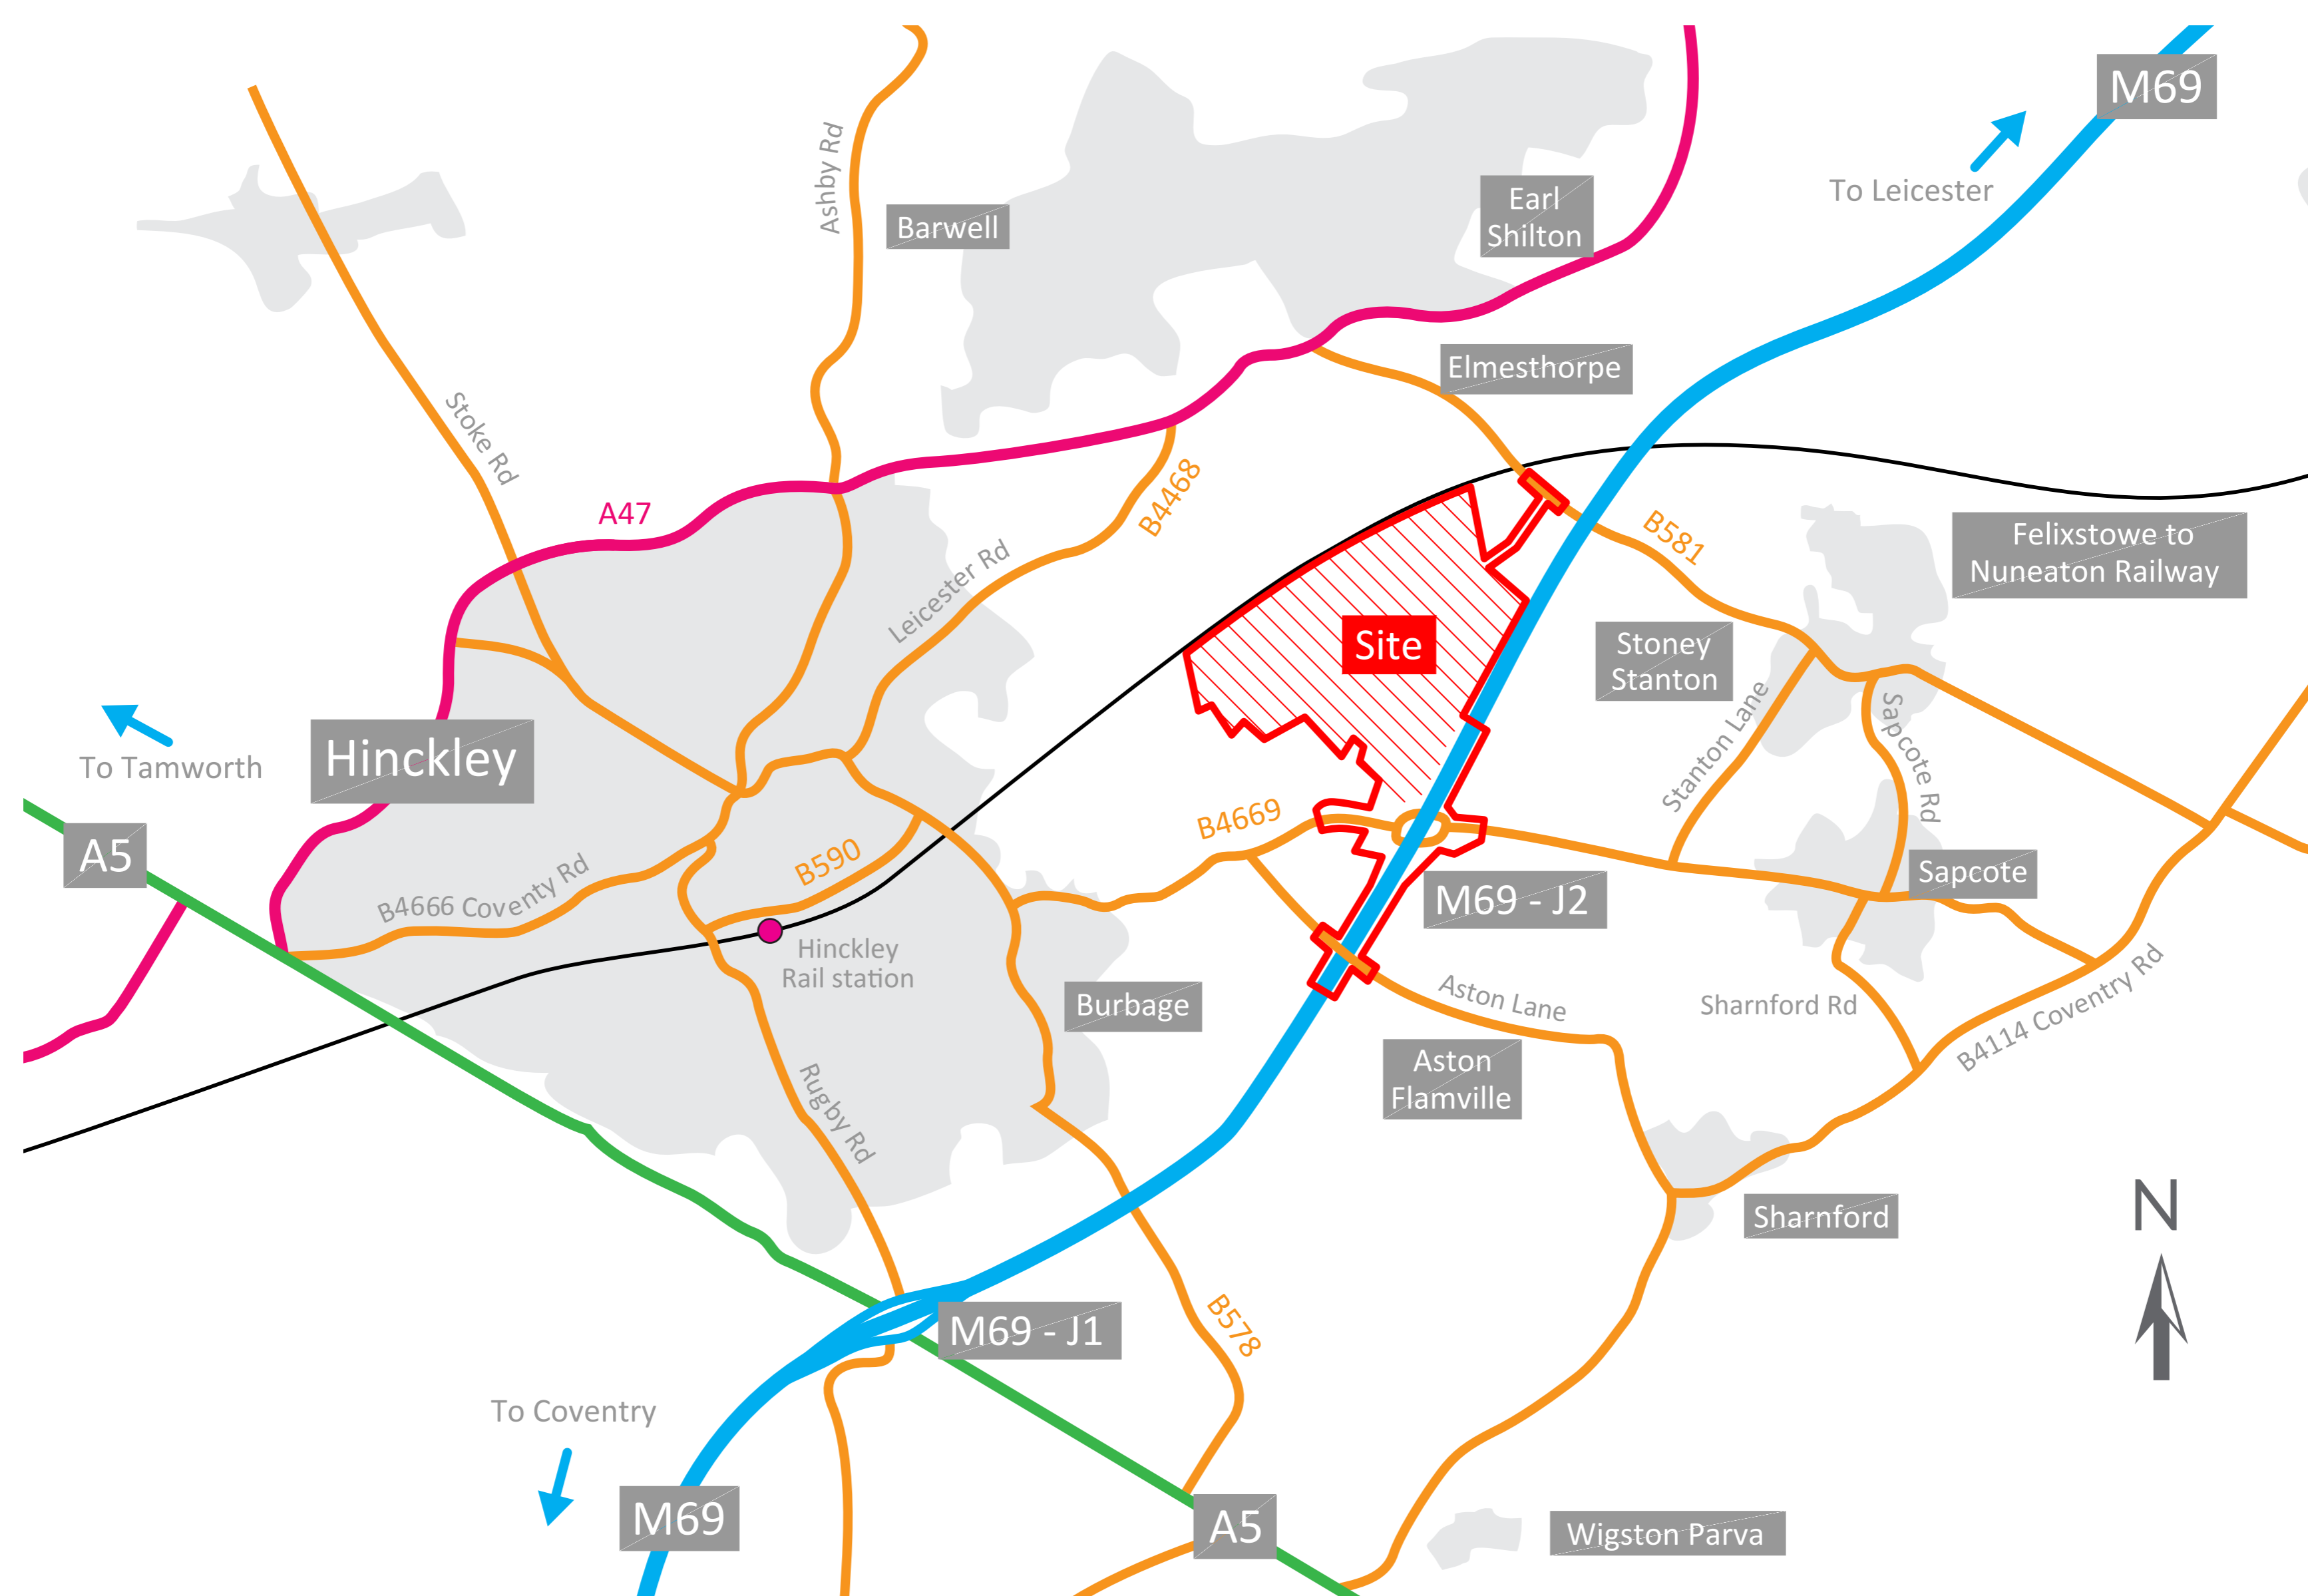 M69
To Leicester
Ashby Rd
Barwell
Earl
Shilton
Elmesthorpe
Stoke Rd
A47
B4468
Leicester Rd
B581
Felixstowe to
Nuneaton Railway
Site
Stoney
Stanton
Stanton Lane
Sapcote Rd
To Tamworth
Hinckley
A5
B4669
B590
B4666 Coventy Rd
Sapcote
M69 - J2
Hinckley
Rail station
Burbage
Aston Lane
Sharnford Rd
B4114 Coventry Rd
Aston
Flamville
Rugby Rd
Sharnford
N
M69 - J1
B578
To Coventry
M69
A5
Wigston Parva